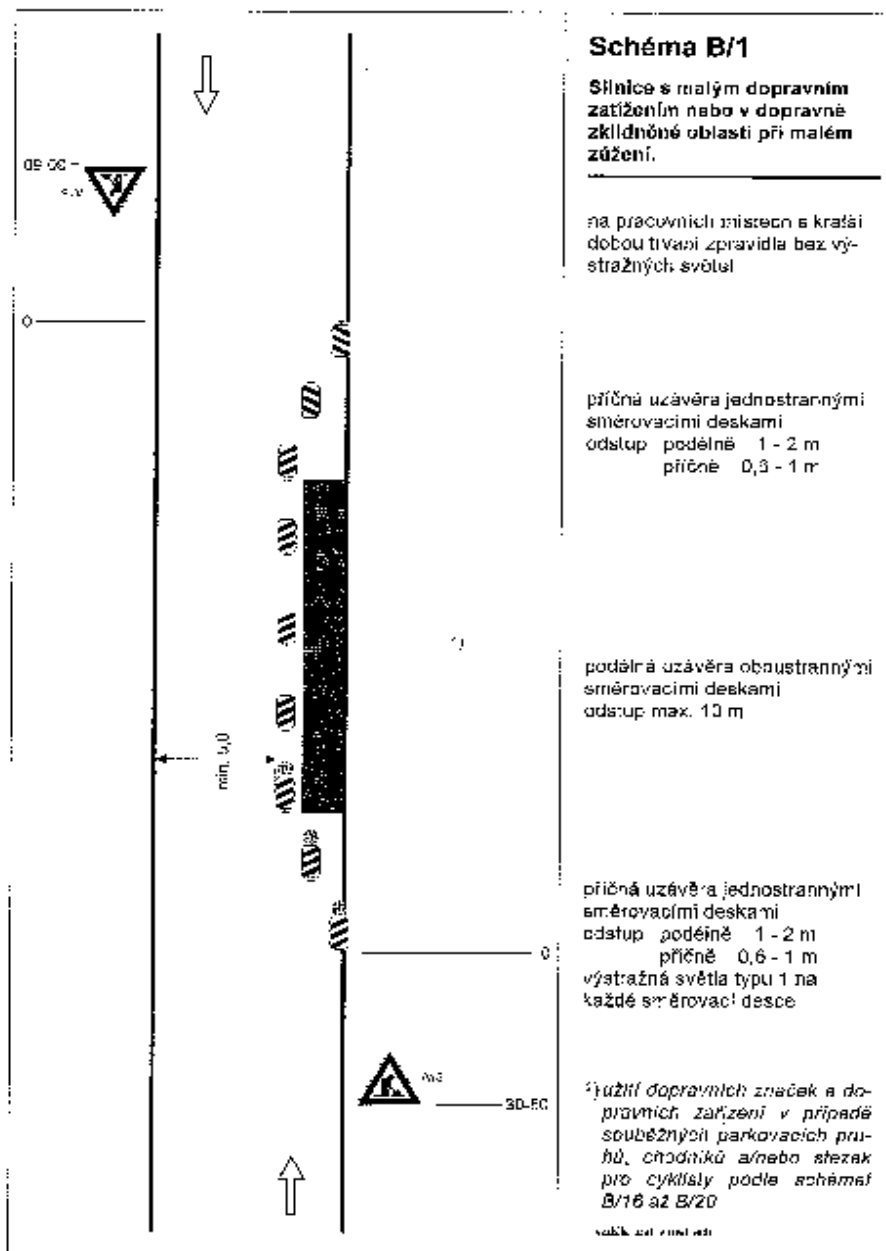 Schéma B/1
Silnice s malým dopravním
zatížením nebo v dopravně
zklidněné oblasti při malém
zúžení.
na pracovních místech s kratší
dobou trvání zpravidla bez vý-
stražných světel
0
příčná uzávěra jednostrannými
směrovacími deskami
odstup podélně 1 - 2 m
příčně 0,6 - 1 m
1)
podélná uzávěra oboustrannými
směrovacími deskami
odstup max. 10 m
min. 5,0
příčná uzávěra jednostrannými
směrovacími deskami
odstup podélně 1 - 2 m
příčně 0,6 - 1 m
výstražná světla typu 1 na
každé směrovací desce
0
30-50
užití dopravních značek a do-
pravních zařízení v případě
souběžných parkovacích pru-
hů, chodníků a/nebo stezek
pro cyklisty podle schémat
B/16 až B/20